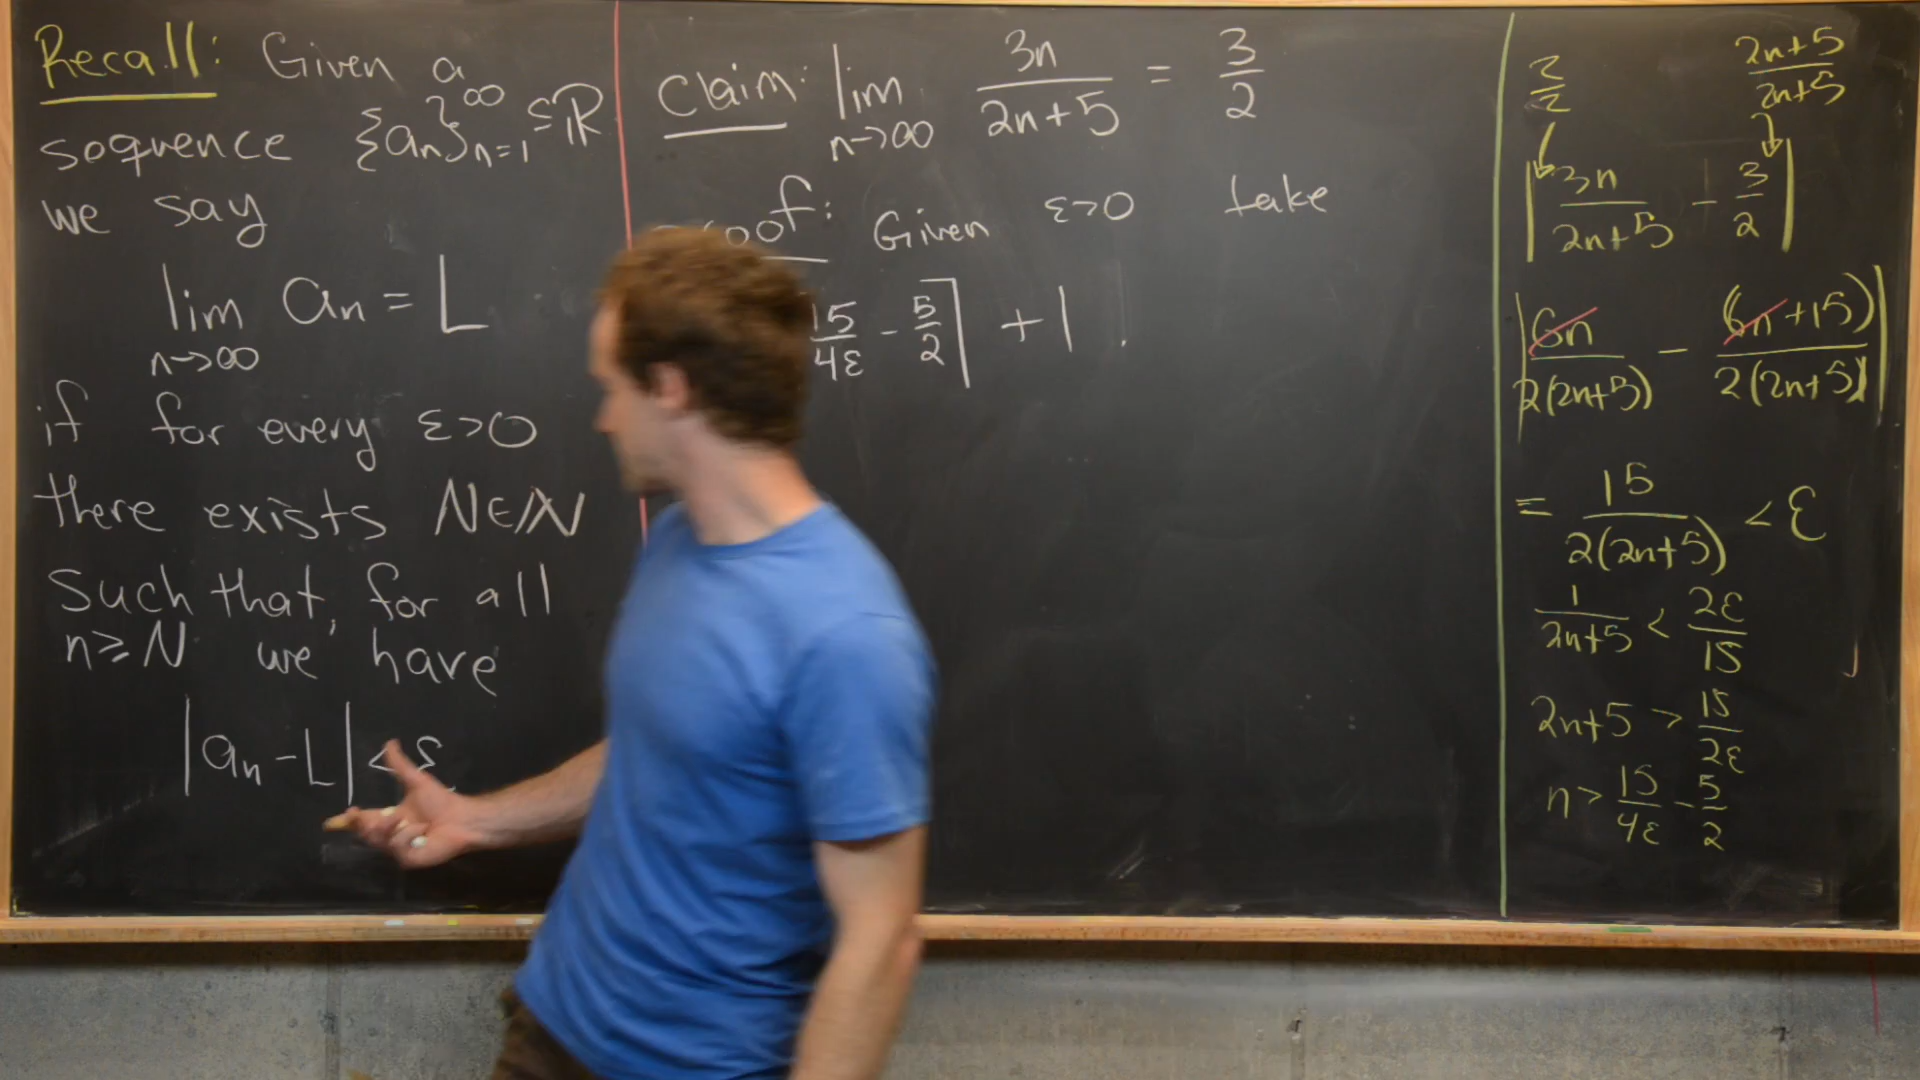 Recall: Given a
sequence {aₙ}ₙ₌₁^∞ ⊆ ℝ
we say
lim n→∞ aₙ = L
if for every ε>0
there exists N∈ℕ
Such that, for all
n≥N we have
|aₙ - L| < ε
Claim: lim n→∞ 3n/(2n+5) = 3/2
Given ε>0 take
15/4ε - 5/2⌉ + 1.
2/2 (2n+5)/(2n+5)
|3n/(2n+5) - 3/2|
|6n/2(2n+5) - (6n+15)/2(2n+5)|
= 15/2(2n+5) < ε
1/(2n+5) < 2ε/15
2n+5 > 15/2ε
n > 15/4ε - 5/2